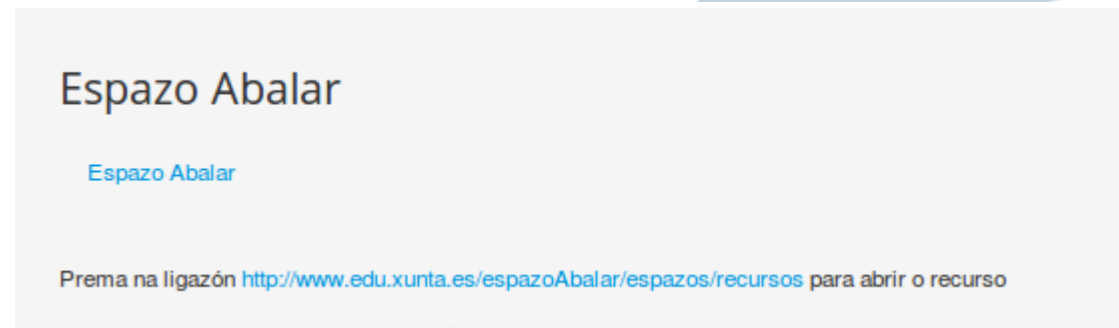 Espazo Abalar
Espazo Abalar
Prema na ligazón http://www.edu.xunta.es/espazoAbalar/espazos/recursos para abrir o recurso